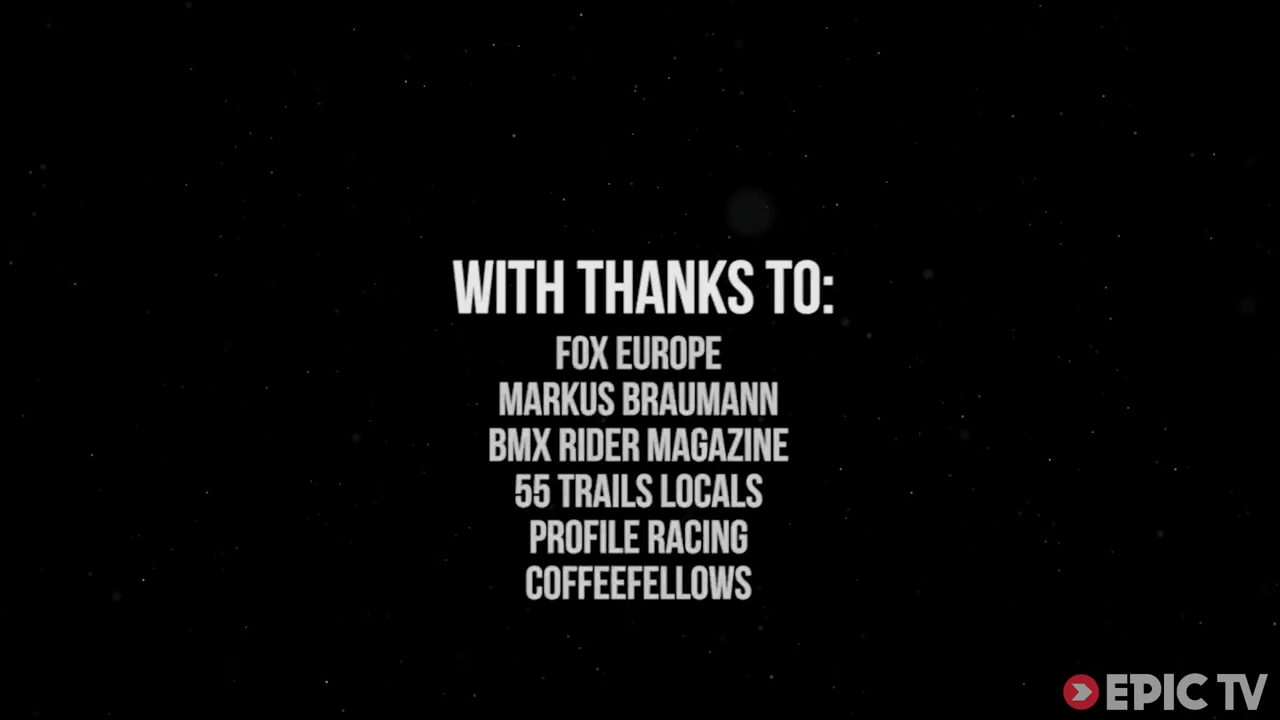 WITH THANKS TO:
FOX EUROPE
MARKUS BRAUMANN
BMX RIDER MAGAZINE
55 TRAILS LOCALS
PROFILE RACING
COFFEEFELLOWS
EPIC TV